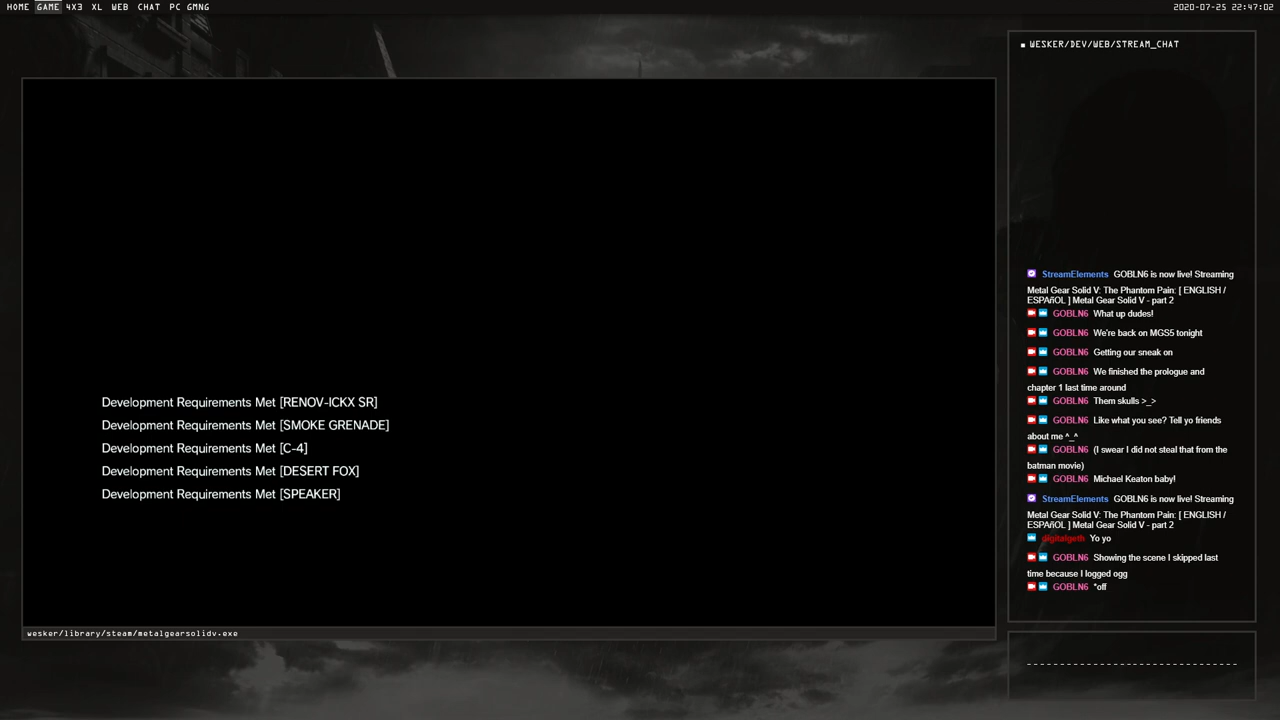 HOME GAME 4X3 XL WEB CHAT PC GMNG
2020-07-25 22:47:02
Development Requirements Met [RENOV-ICKX SR]
Development Requirements Met [SMOKE GRENADE]
Development Requirements Met [C-4]
Development Requirements Met [DESERT FOX]
Development Requirements Met [SPEAKER]
wesker/library/steam/metalgearsolidv.exe
WESKER/DEV/WEB/STREAM_CHAT
StreamElements GOBLN6 is now live! Streaming
Metal Gear Solid V: The Phantom Pain: [ ENGLISH /
ESPAñOL ] Metal Gear Solid V - part 2
GOBLN6 What up dudes!
GOBLN6 We're back on MGS5 tonight
GOBLN6 Getting our sneak on
GOBLN6 We finished the prologue and
chapter 1 last time around
GOBLN6 Them skulls >_>
GOBLN6 Like what you see? Tell yo friends
about me ^_^
GOBLN6 (I swear I did not steal that from the
batman movie)
GOBLN6 Michael Keaton baby!
StreamElements GOBLN6 is now live! Streaming
Metal Gear Solid V: The Phantom Pain: [ ENGLISH /
ESPAñOL ] Metal Gear Solid V - part 2
digitalgeth Yo yo
GOBLN6 Showing the scene I skipped last
time because I logged ogg
GOBLN6 *off